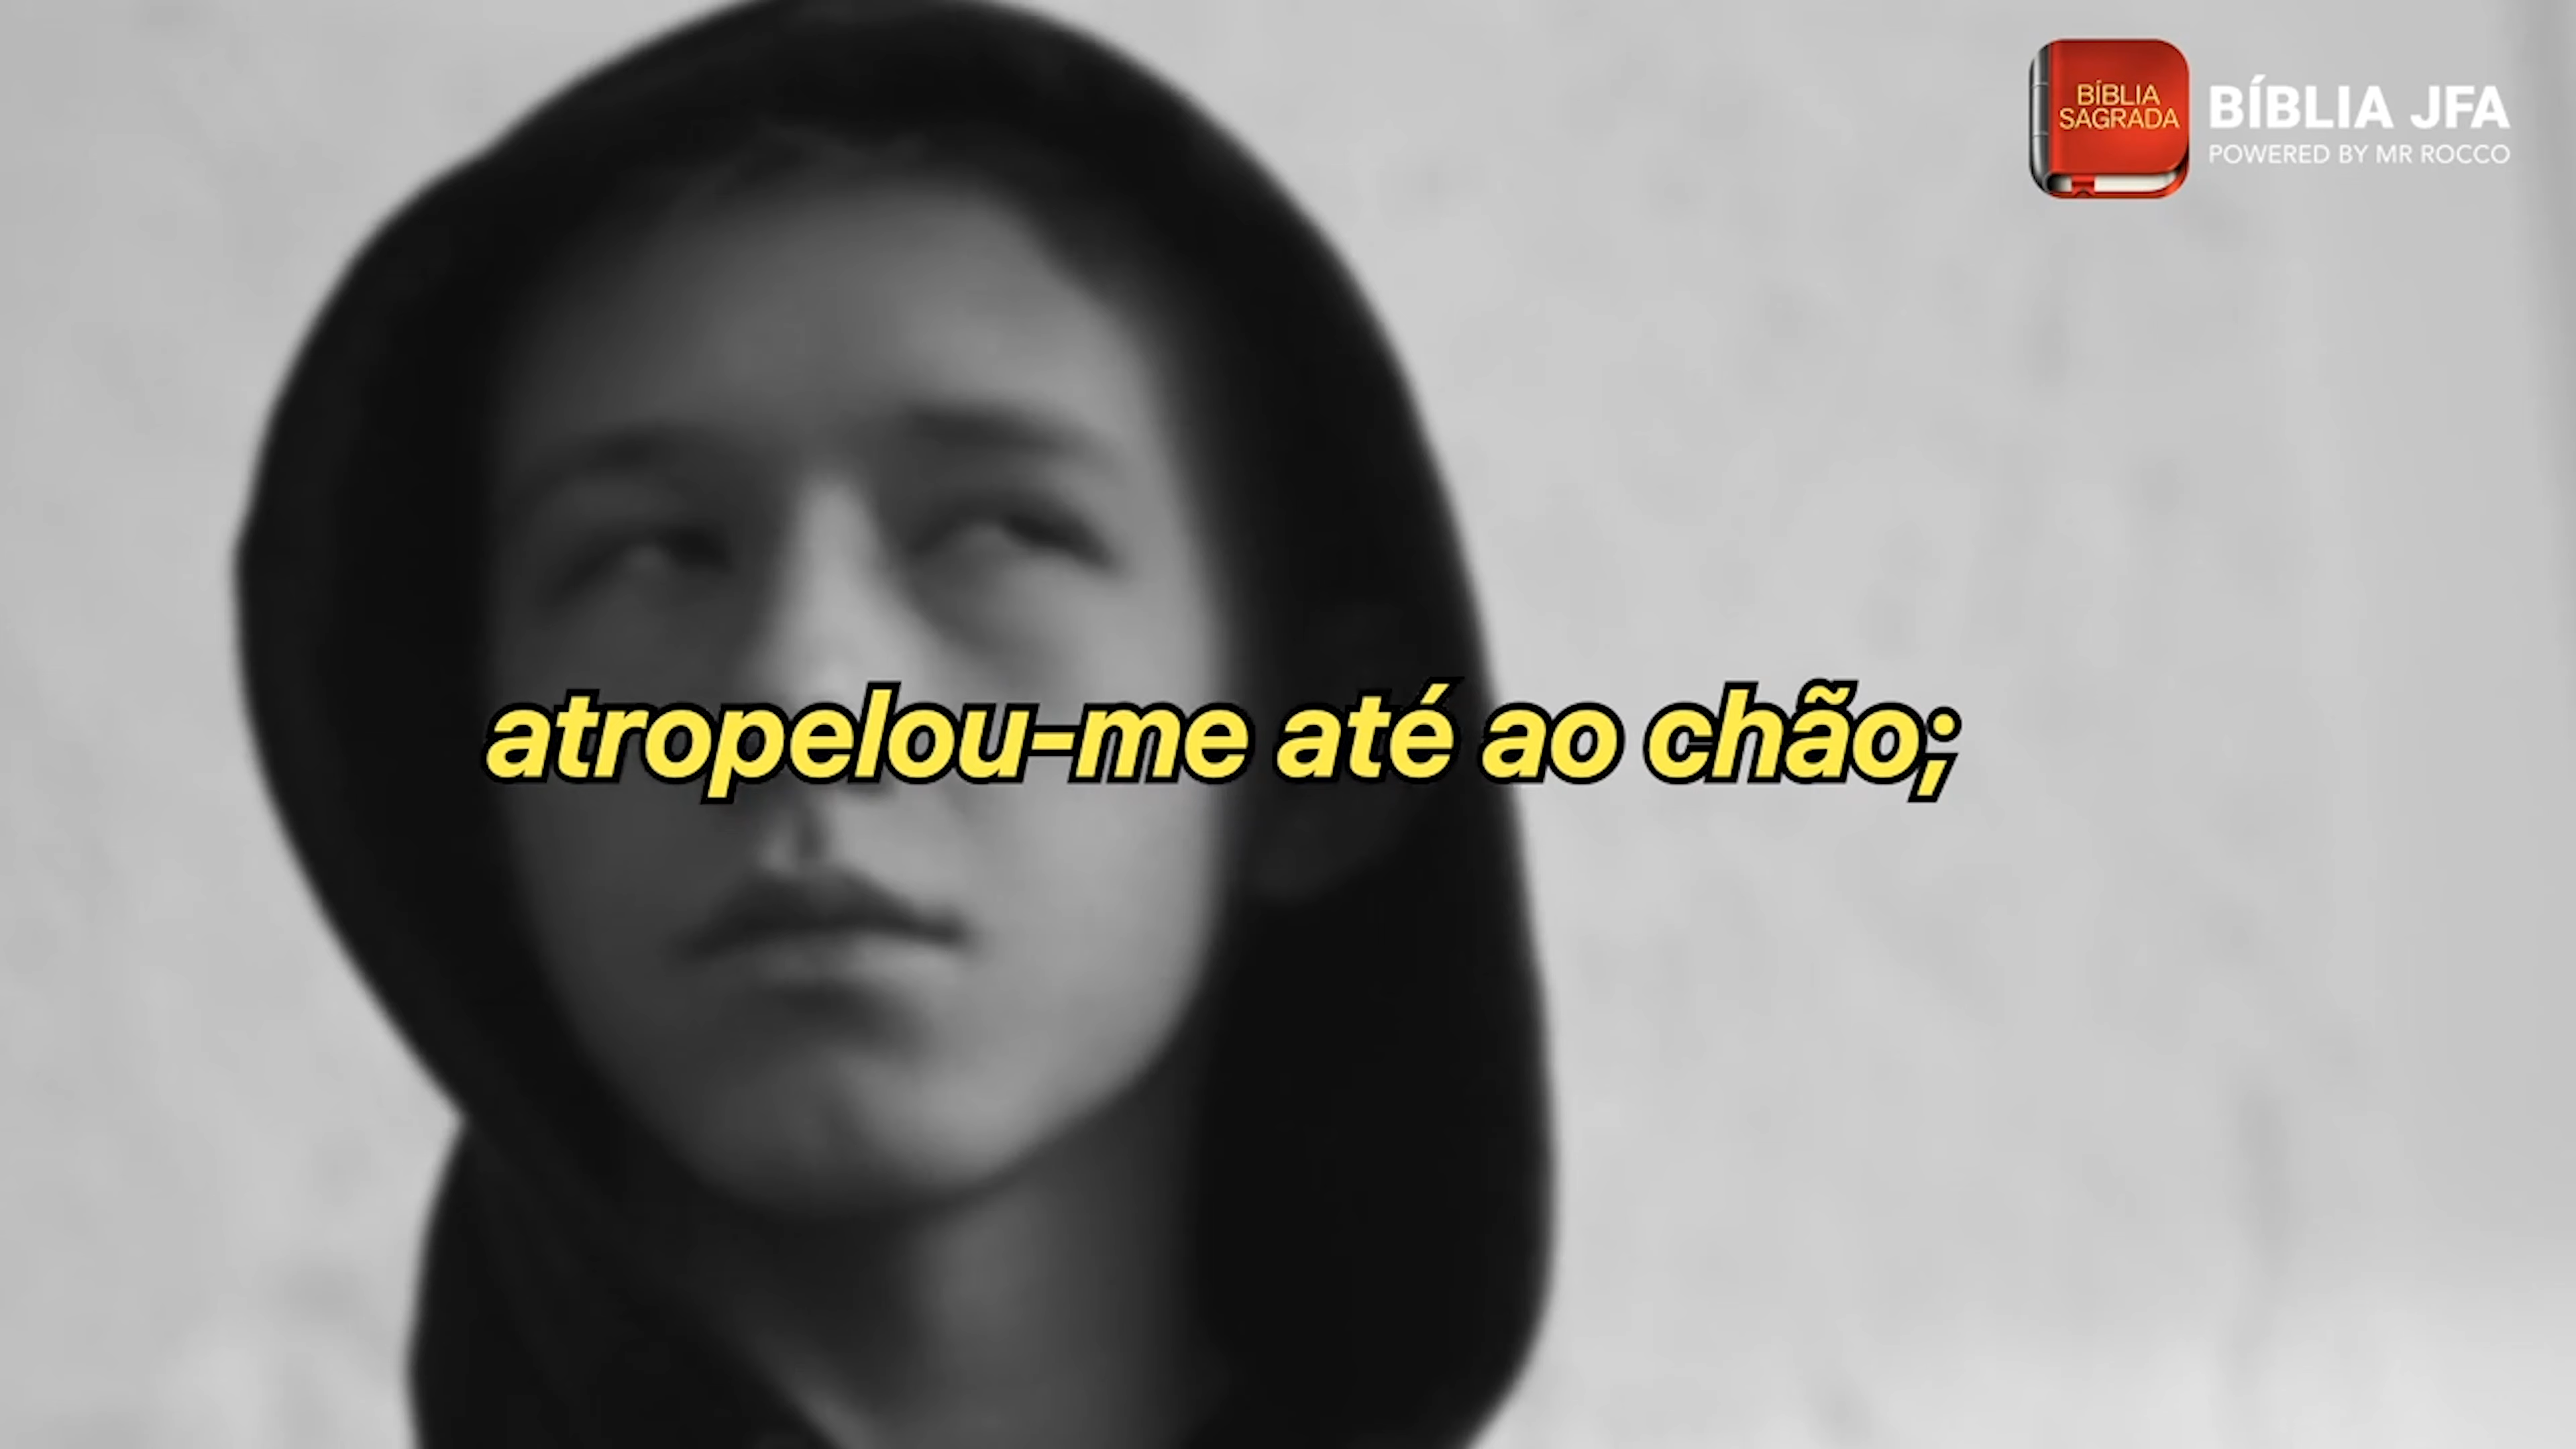 BÍBLIA
SAGRADA
BÍBLIA JFA
POWERED BY MR ROCCO
atropelou-me até ao chão;